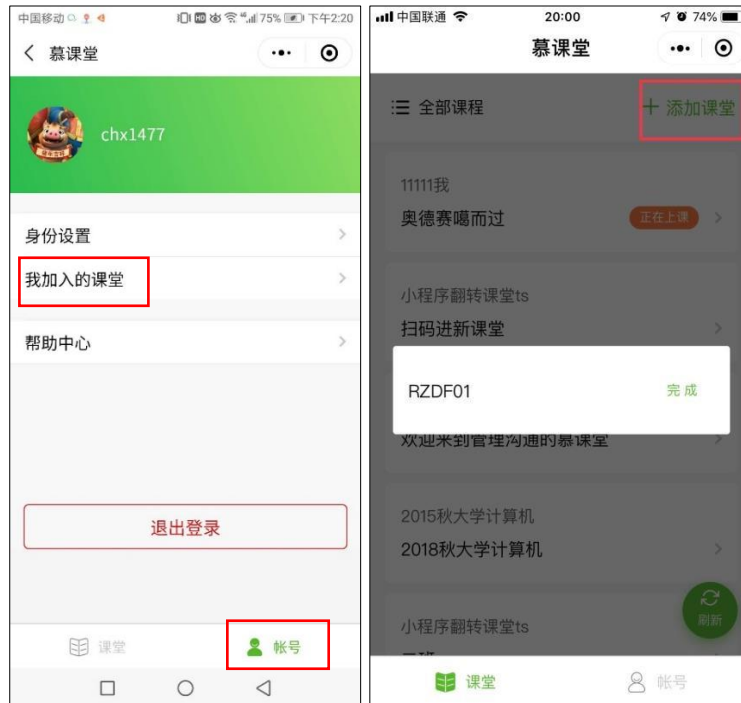 中国移动
75%
下午2:20
慕课堂
chx1477
身份设置
我加入的课堂
帮助中心
退出登录
课堂
帐号
中国联通
20:00
74%
慕课堂
全部课程
+ 添加课堂
11111我
奥德赛噶而过
正在上课
小程序翻转课堂ts
扫码进新课堂
RZDF01
完成
欢迎来到管理沟通的慕课堂
2015秋大学计算机
2018秋大学计算机
刷新
小程序翻转课堂ts
课堂
帐号